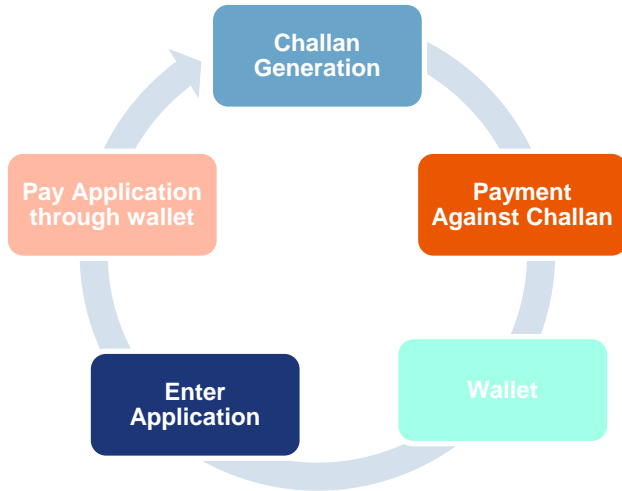 Challan
Generation
Payment
Against Challan
Wallet
Enter
Application
Pay Application
through wallet